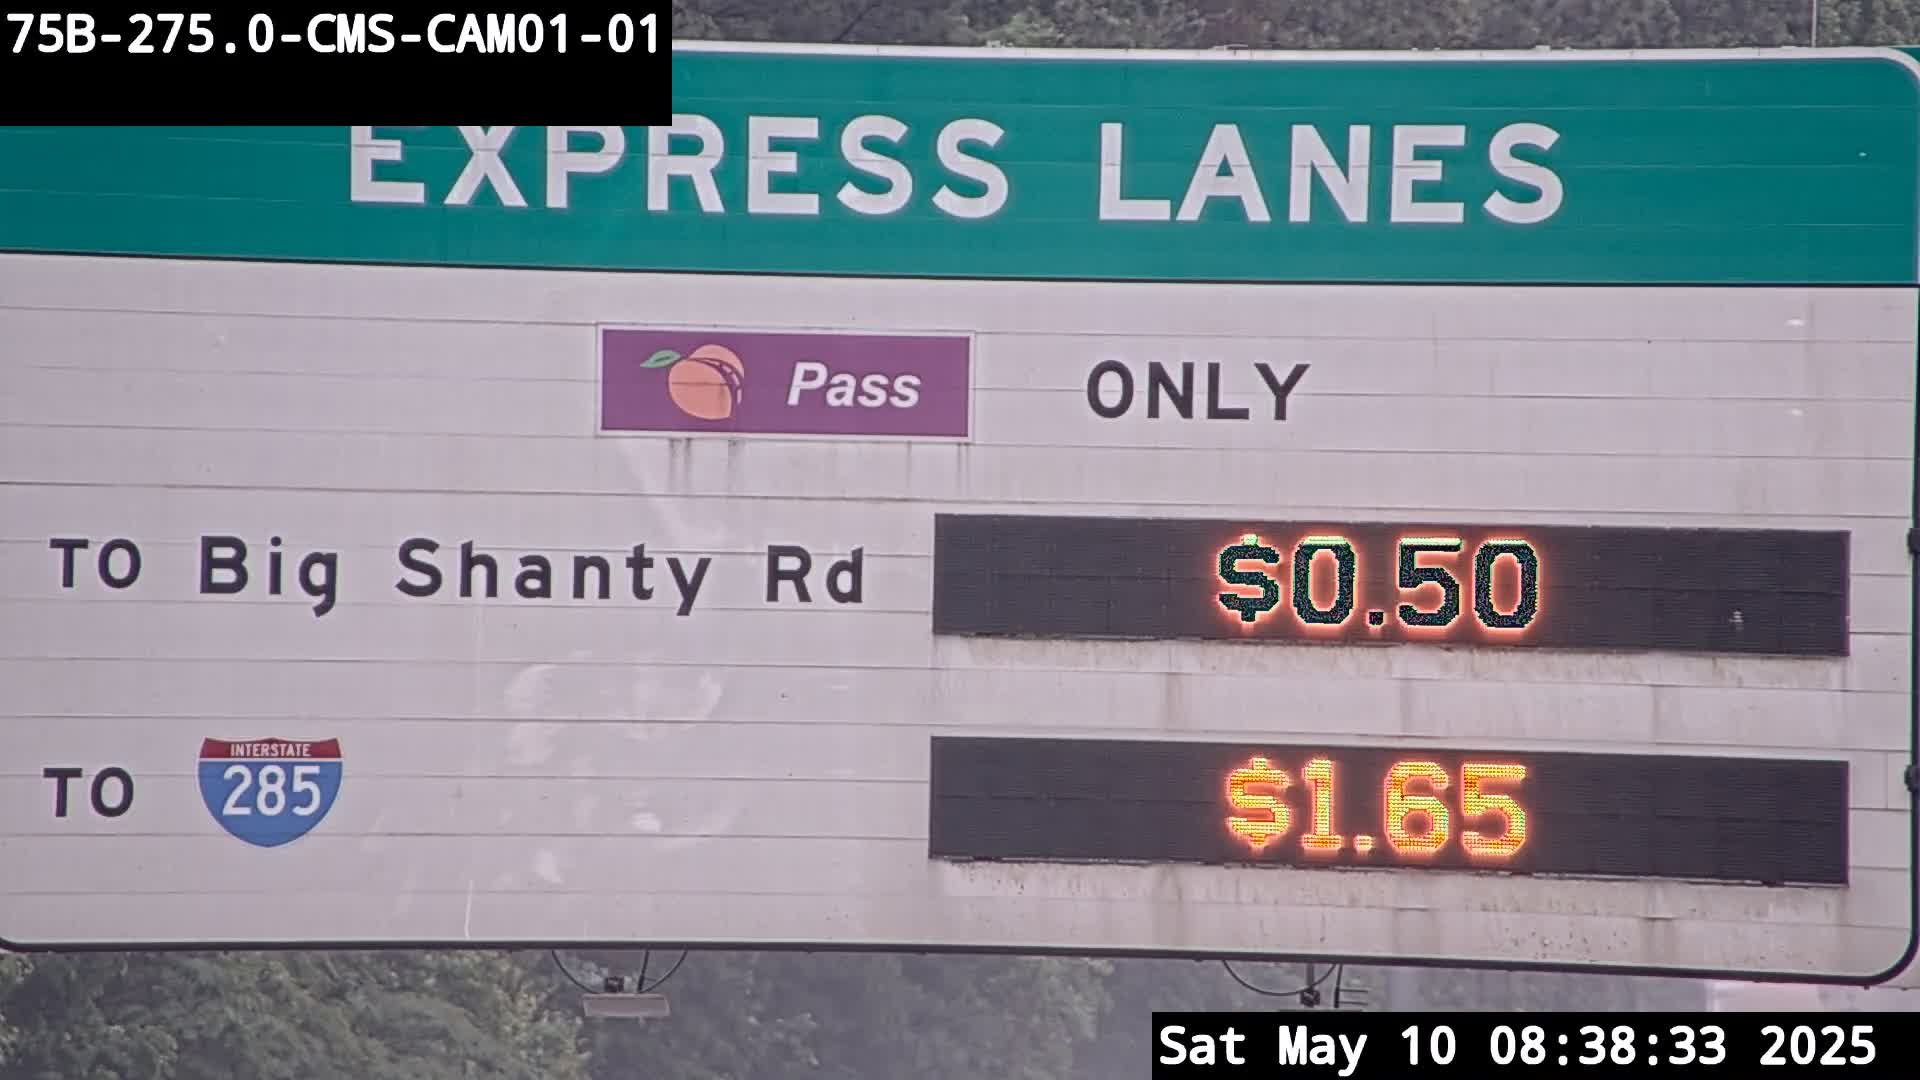 75B-275.0-CMS-CAM01-01
EXPRESS LANES
Pass ONLY
TO Big Shanty Rd $0.50
INTERSTATE
TO 285 $1.65
Sat May 10 08:38:33 2025